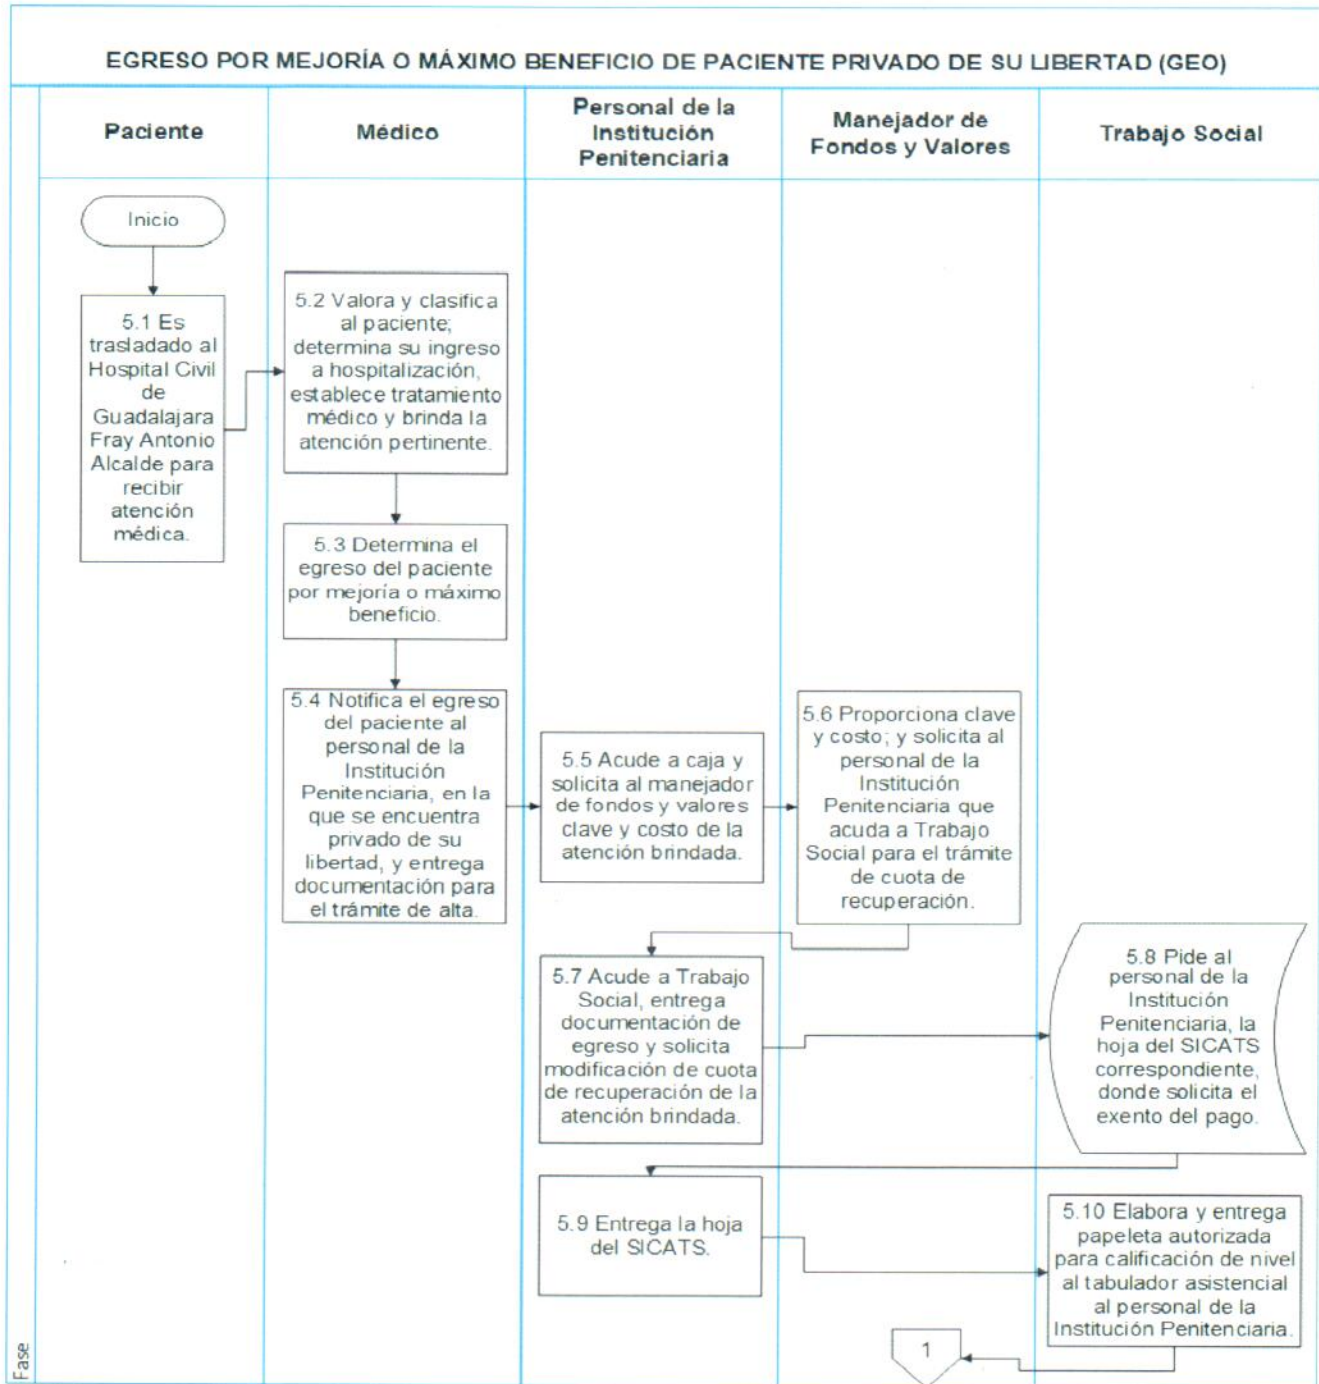 EGRESO POR MEJORÍA O MÁXIMO BENEFICIO DE PACIENTE PRIVADO DE SU LIBERTAD (GEO)
Paciente
Médico
Personal de la
Institución
Penitenciaria
Manejador de
Fondos y Valores
Trabajo Social
Inicio
5.1 Es
trasladado al
Hospital Civil
de
Guadalajara
Fray Antonio
Alcalde para
recibir
atención
médica.
5.2 Valora y clasifica
al paciente;
determina su ingreso
a hospitalización,
establece tratamiento
médico y brinda la
atención pertinente.
5.3 Determina el
egreso del paciente
por mejoría o máximo
beneficio.
5.4 Notifica el egreso
del paciente al
personal de la
Institución
Penitenciaria, en la
que se encuentra
privado de su
libertad, y entrega
documentación para
el trámite de alta.
5.5 Acude a caja y
solicita al manejador
de fondos y valores
clave y costo de la
atención brindada.
5.6 Proporciona clave
y costo; y solicita al
personal de la
Institución
Penitenciaria que
acuda a Trabajo
Social para el trámite
de cuota de
recuperación.
5.7 Acude a Trabajo
Social, entrega
documentación de
egreso y solicita
modificación de cuota
de recuperación de la
atención brindada.
5.8 Pide al
personal de la
Institución
Penitenciaria, la
hoja del SICATS
correspondiente,
donde solicita el
exento del pago.
5.9 Entrega la hoja
del SICATS.
5.10 Elabora y entrega
papeleta autorizada
para calificación de nivel
al tabulador asistencial
al personal de la
Institución Penitenciaria.
1
Fase